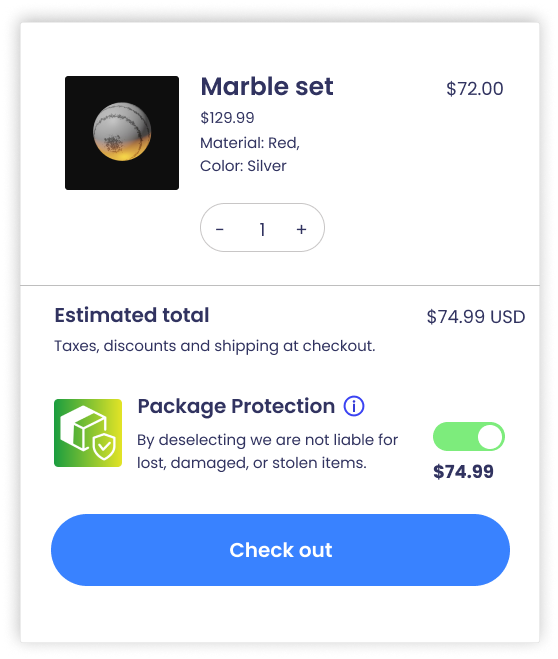 Marble set
$72.00
$129.99
Material: Red,
Color: Silver
- 1 +
Estimated total
$74.99 USD
Taxes, discounts and shipping at checkout.
Package Protection
By deselecting we are not liable for
lost, damaged, or stolen items.
$74.99
Check out